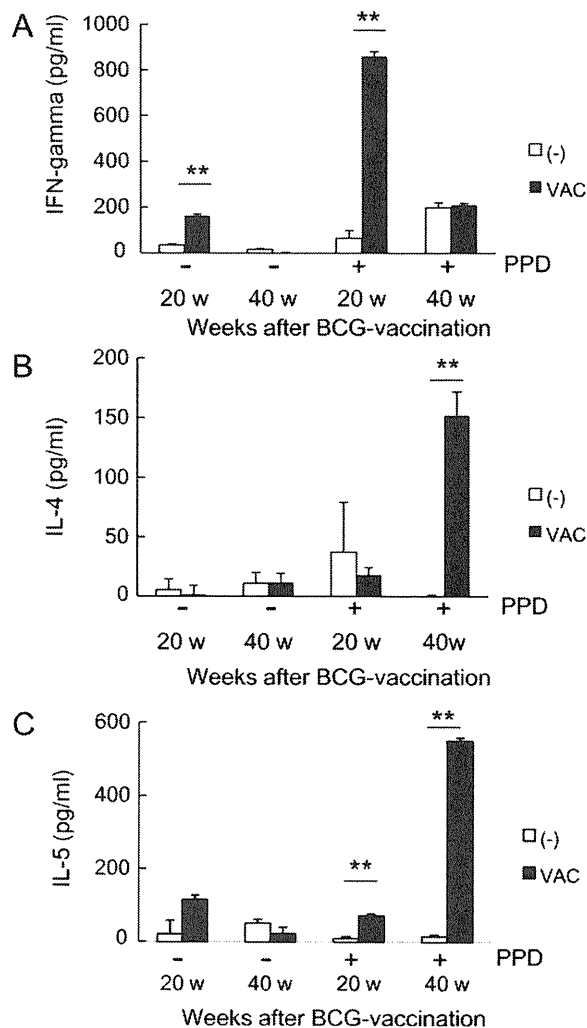 A
IFN-gamma (pg/ml)
1000
800
600
400
200
0
**
**
(-)
VAC
- - + + PPD
20 w 40 w 20 w 40 w
Weeks after BCG-vaccination
B
IL-4 (pg/ml)
200
150
100
50
0
**
(-)
VAC
- - + + PPD
20 w 40 w 20 w 40w
Weeks after BCG-vaccination
C
IL-5 (pg/ml)
600
400
200
0
**
**
(-)
VAC
- - + + PPD
20 w 40 w 20 w 40 w
Weeks after BCG-vaccination